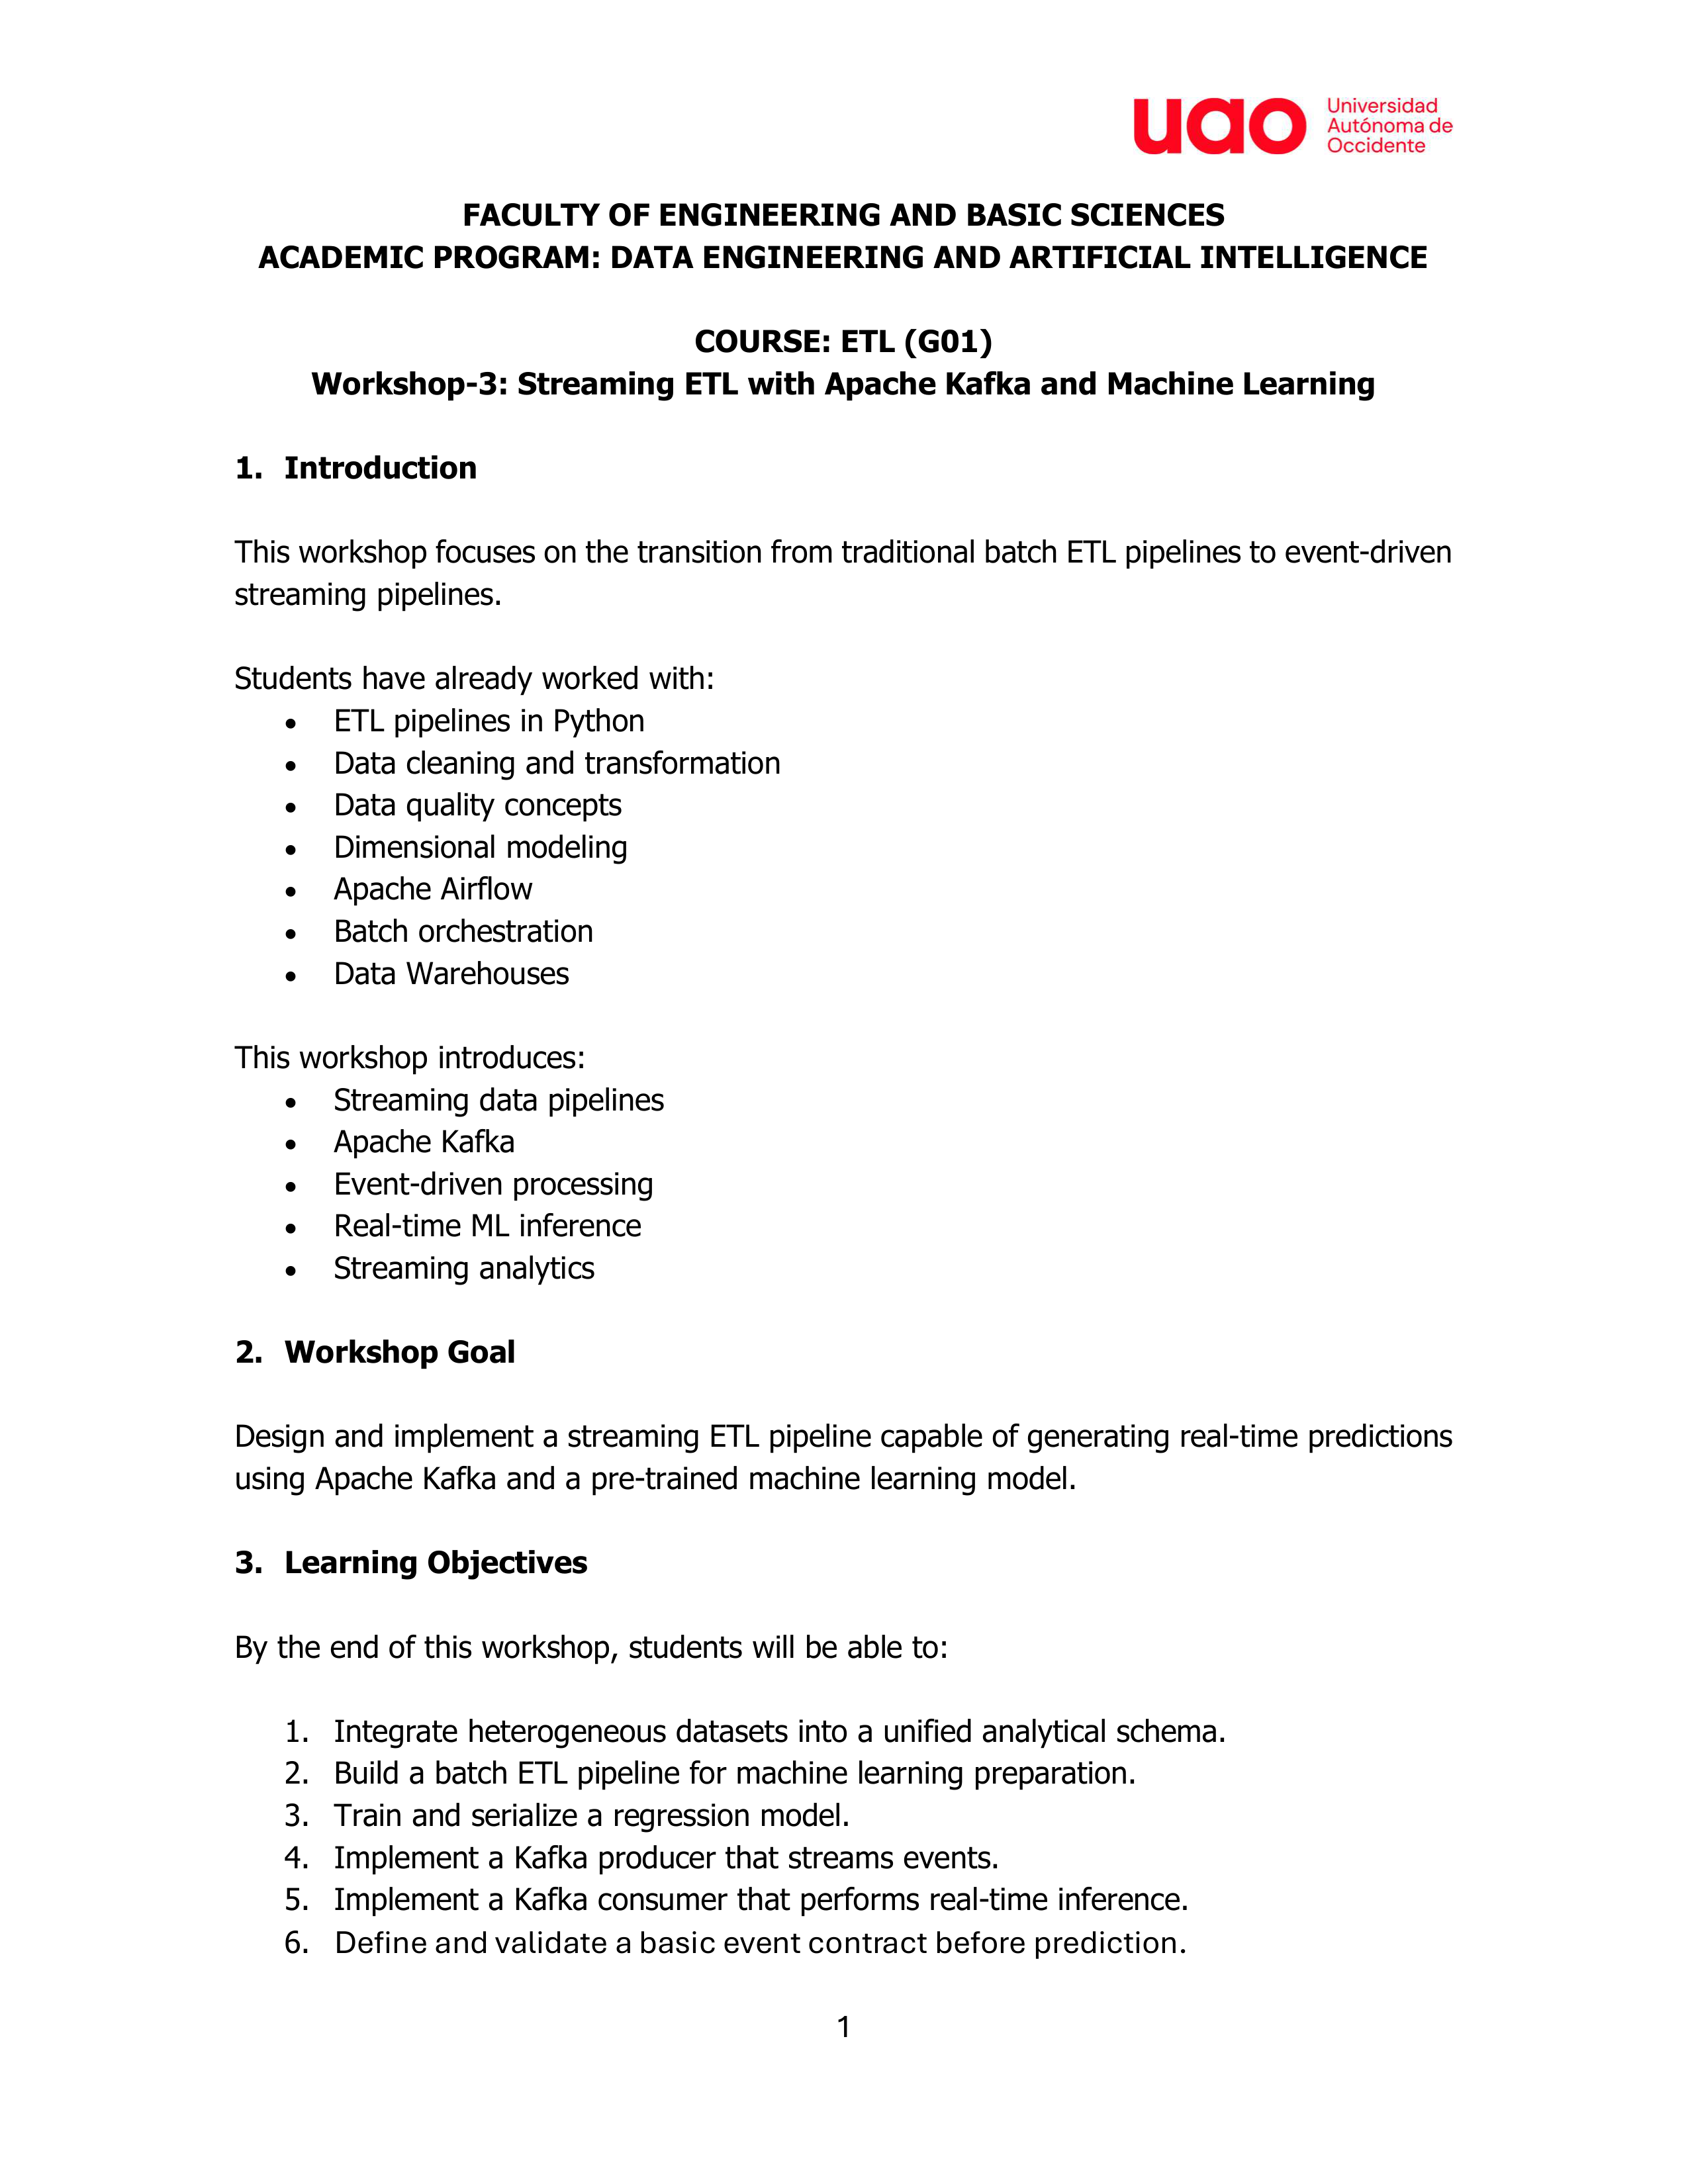 uao Universidad
Autónoma de
Occidente
FACULTY OF ENGINEERING AND BASIC SCIENCES
ACADEMIC PROGRAM: DATA ENGINEERING AND ARTIFICIAL INTELLIGENCE
COURSE: ETL (G01)
Workshop-3: Streaming ETL with Apache Kafka and Machine Learning
1. Introduction
This workshop focuses on the transition from traditional batch ETL pipelines to event-driven
streaming pipelines.
Students have already worked with:
• ETL pipelines in Python
• Data cleaning and transformation
• Data quality concepts
• Dimensional modeling
• Apache Airflow
• Batch orchestration
• Data Warehouses
This workshop introduces:
• Streaming data pipelines
• Apache Kafka
• Event-driven processing
• Real-time ML inference
• Streaming analytics
2. Workshop Goal
Design and implement a streaming ETL pipeline capable of generating real-time predictions
using Apache Kafka and a pre-trained machine learning model.
3. Learning Objectives
By the end of this workshop, students will be able to:
1. Integrate heterogeneous datasets into a unified analytical schema.
2. Build a batch ETL pipeline for machine learning preparation.
3. Train and serialize a regression model.
4. Implement a Kafka producer that streams events.
5. Implement a Kafka consumer that performs real-time inference.
6. Define and validate a basic event contract before prediction.
1